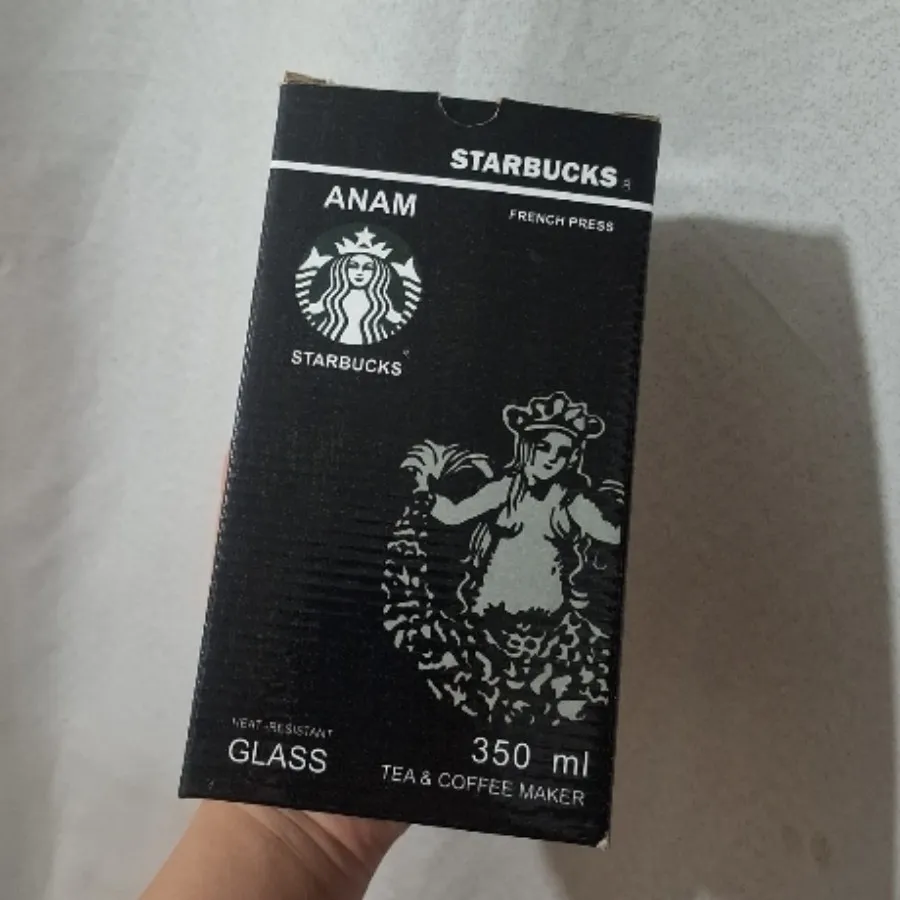 STARBUCKS®
ANAM
FRENCH PRESS
STARBUCKS®
HEAT-RESISTANT
GLASS
350 ml
TEA & COFFEE MAKER